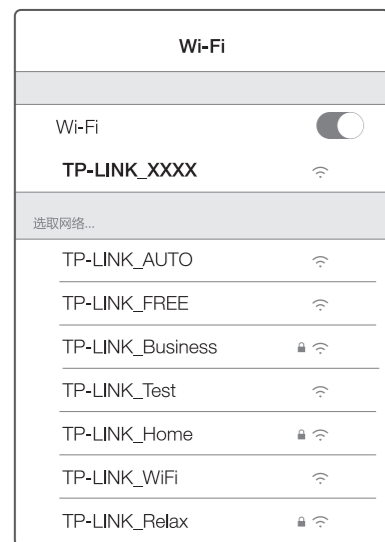 Wi-Fi
Wi-Fi
TP-LINK_XXXX
选取网络...
TP-LINK_AUTO
TP-LINK_FREE
TP-LINK_Business
TP-LINK_Test
TP-LINK_Home
TP-LINK_WiFi
TP-LINK_Relax